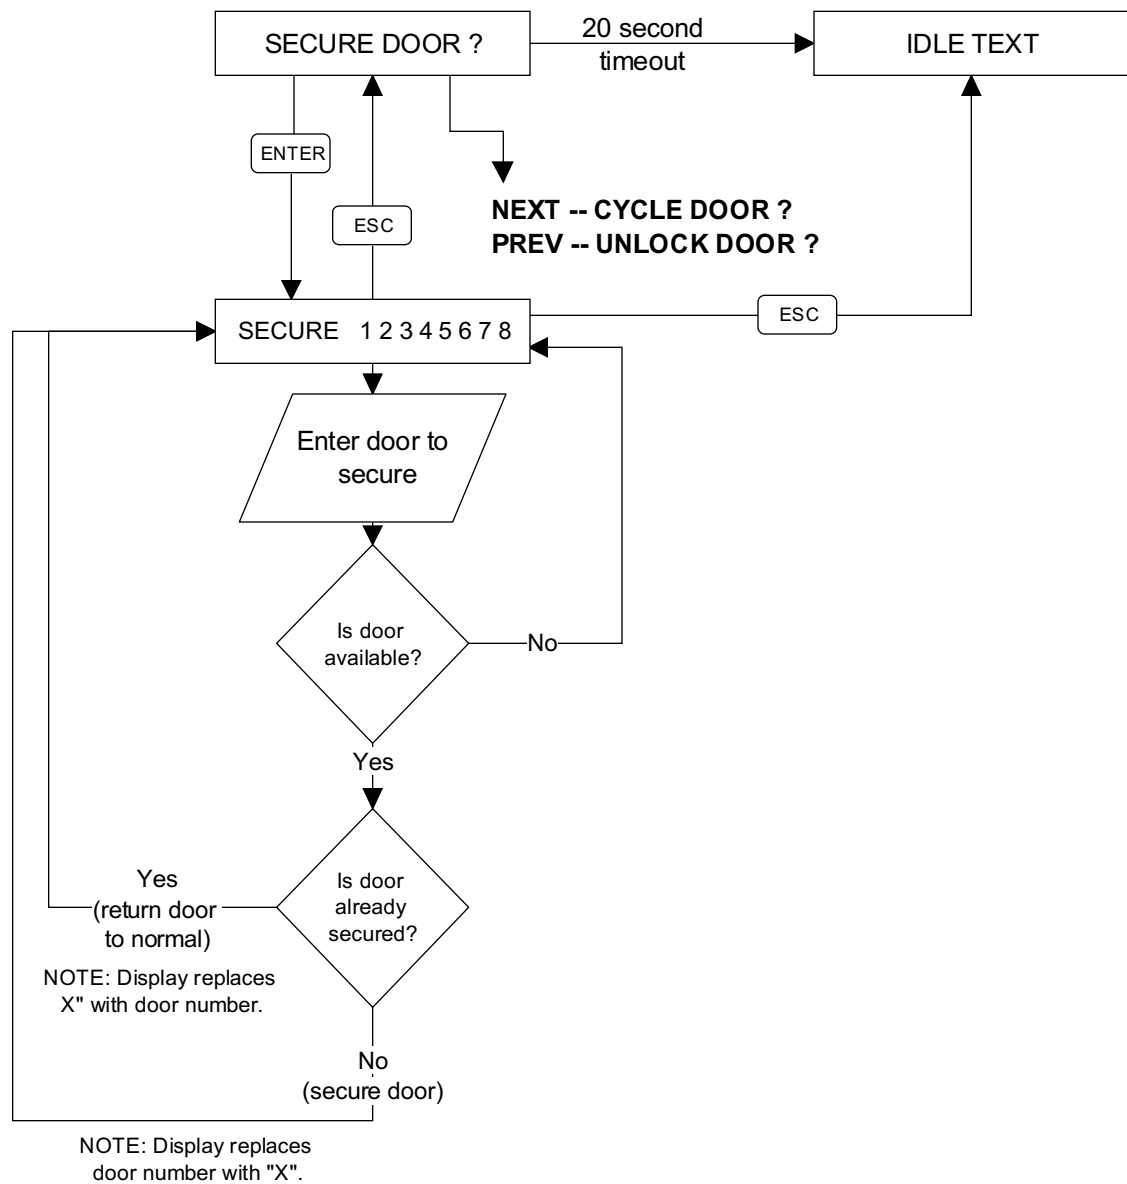 SECURE DOOR ?
20 second
timeout
IDLE TEXT
ENTER
ESC
NEXT -- CYCLE DOOR ?
PREV -- UNLOCK DOOR ?
ESC
SECURE 1 2 3 4 5 6 7 8
Enter door to
secure
Is door
available?
No
Yes
Is door
already
secured?
Yes
(return door
to normal)
NOTE: Display replaces
X" with door number.
No
(secure door)
NOTE: Display replaces
door number with "X".